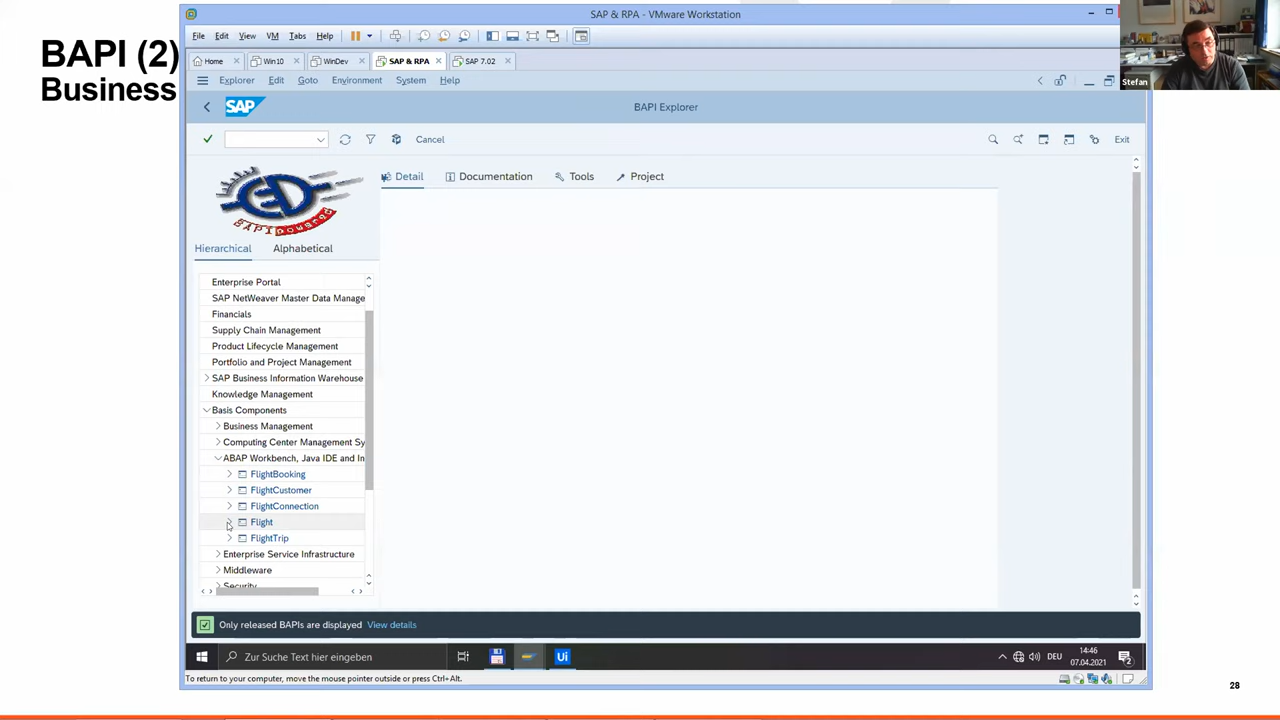 BAPI (2)
Business
SAP & RPA - VMware Workstation
File Edit View VM Tabs Help
Home Win10 WinDev SAP & RPA SAP 7.02
Explorer Edit Goto Environment System Help
SAP BAPI Explorer
Cancel Exit
Detail Documentation Tools Project
BAPI powered
Hierarchical Alphabetical
Enterprise Portal
SAP NetWeaver Master Data Manage
Financials
Supply Chain Management
Product Lifecycle Management
Portfolio and Project Management
SAP Business Information Warehouse
Knowledge Management
Basis Components
Business Management
Computing Center Management Sy
ABAP Workbench, Java IDE and In
FlightBooking
FlightCustomer
FlightConnection
Flight
FlightTrip
Enterprise Service Infrastructure
Middleware
Security
Only released BAPIs are displayed View details
Zur Suche Text hier eingeben
Ui
DEU
14:46
07.04.2021
2
To return to your computer, move the mouse pointer outside or press Ctrl+Alt.
Stefan
28